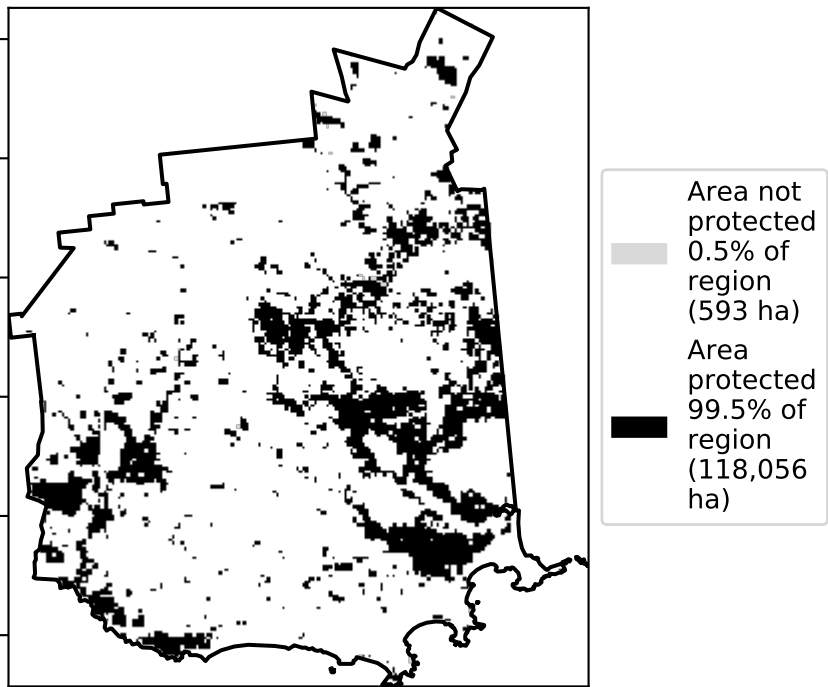 Area not
protected
0.5% of
region
(593 ha)
Area
protected
99.5% of
region
(118,056
ha)